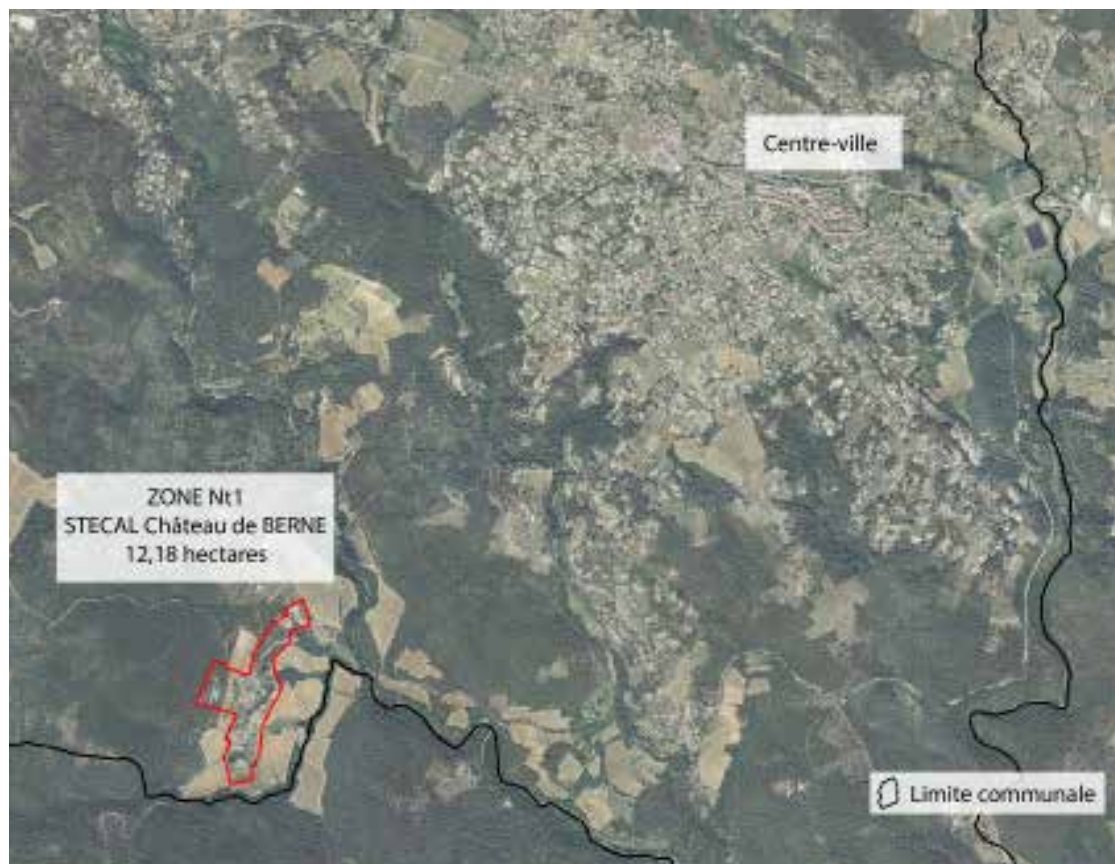 Centre-ville
ZONE Nt1
STECAL Château de BERNE
12,18 hectares
Limite communale